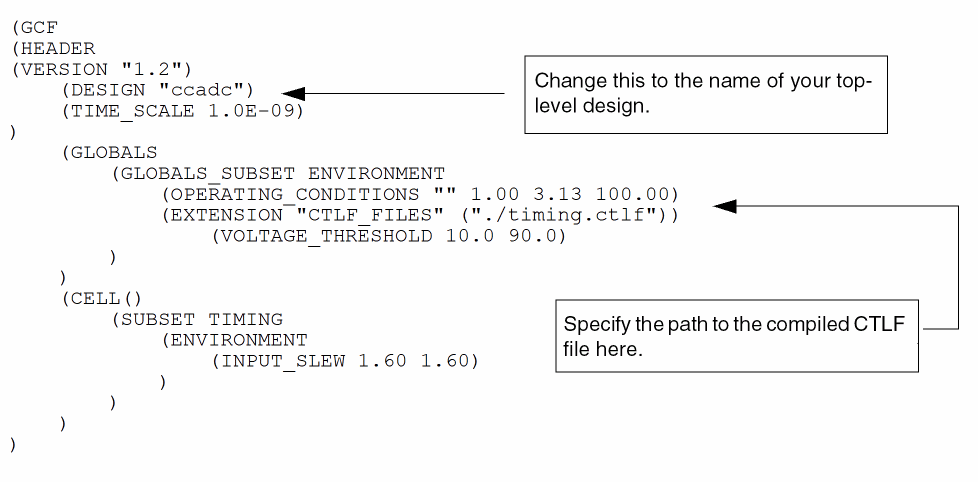 (GCF
(HEADER
(VERSION "1.2")
(DESIGN "ccadc")
(TIME_SCALE 1.0E-09)
)
(GLOBALS
(GLOBALS_SUBSET ENVIRONMENT
(OPERATING_CONDITIONS "" 1.00 3.13 100.00)
(EXTENSION "CTLF_FILES" ("./timing.ctlf"))
(VOLTAGE_THRESHOLD 10.0 90.0)
)
)
(CELL()
(SUBSET TIMING
(ENVIRONMENT
(INPUT_SLEW 1.60 1.60)
)
)
)
)
Change this to the name of your top-
level design.
Specify the path to the compiled CTLF
file here.